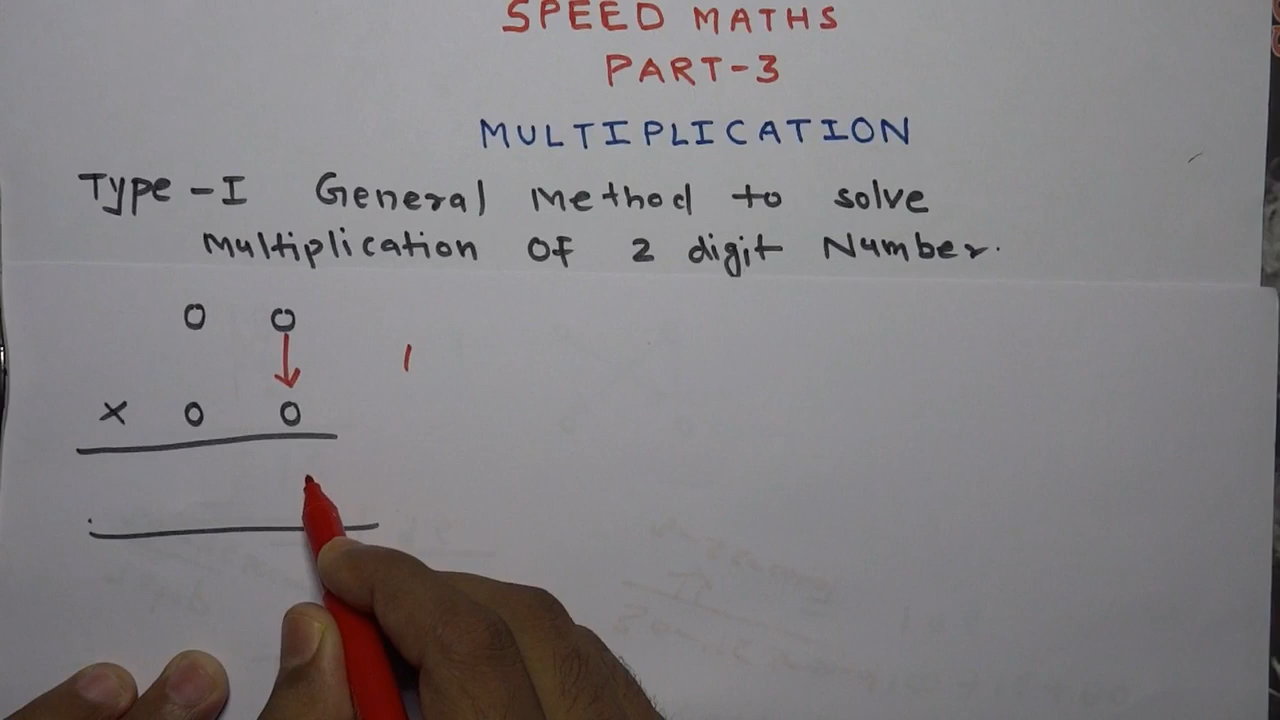 SPEED MATHS
PART-3
MULTIPLICATION
Type-I General Method to solve
Multiplication Of 2 digit Number.
0 0
1
× 0 0